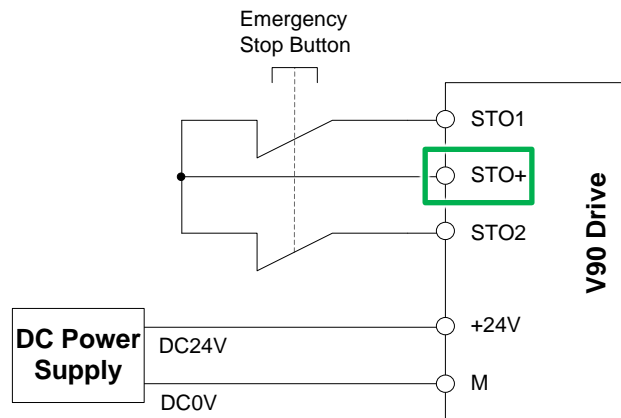 Emergency
Stop Button
STO1
STO+
STO2
V90 Drive
+24V
DC Power
Supply
DC24V
M
DC0V